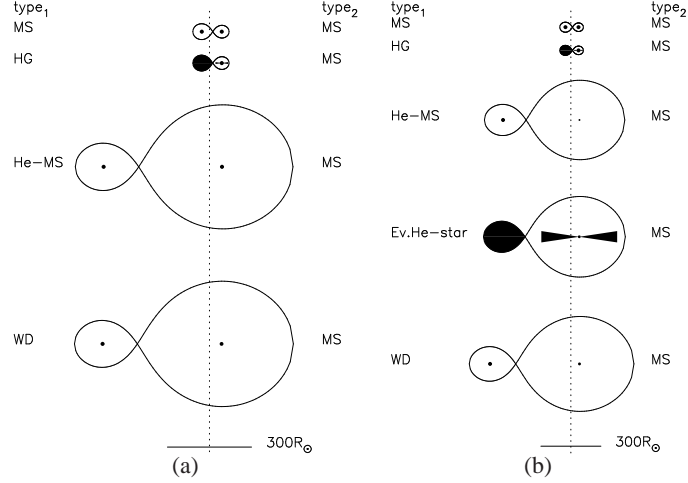 type₁ type₂
MS MS
HG MS
He-MS MS
WD MS
300R⊙
(a)
type₁ type₂
MS MS
HG MS
He-MS MS
Ev.He-star MS
WD MS
300R⊙
(b)